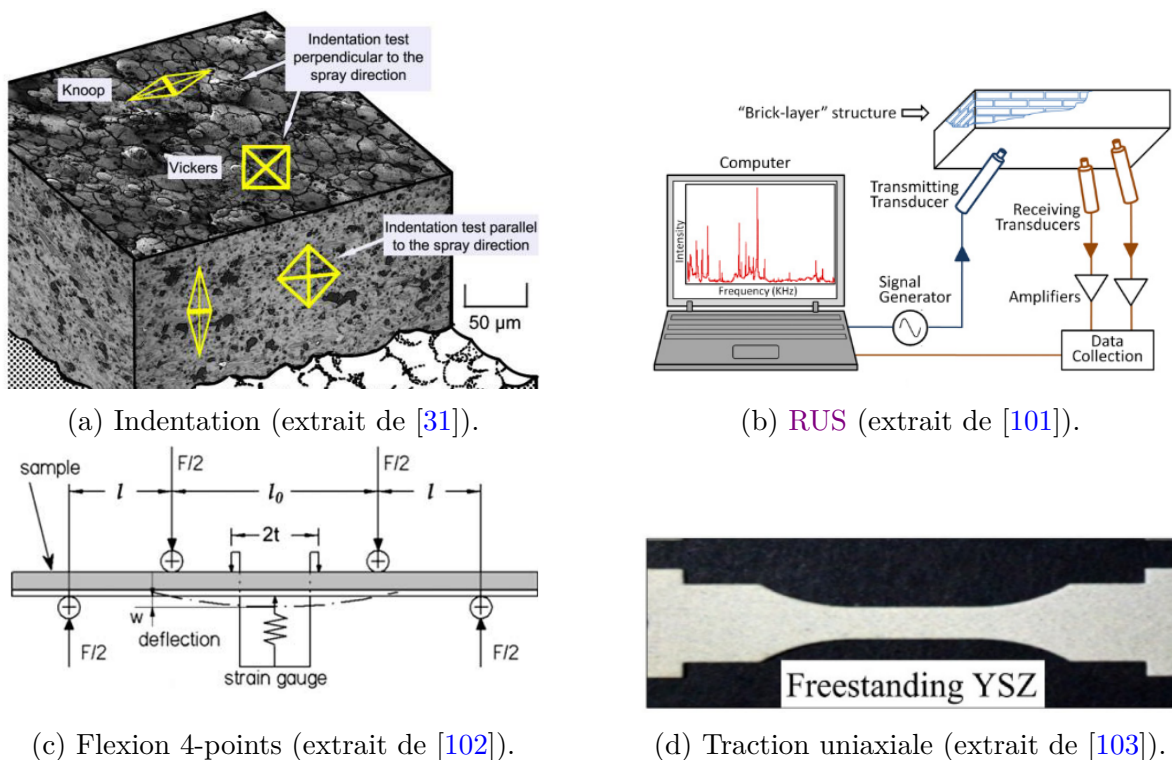 Indentation test
perpendicular to the
spray direction
Knoop
Vickers
Indentation test parallel
to the spray direction
50 µm
(a) Indentation (extrait de [31]).
"Brick-layer" structure
Computer
Transmitting
Transducer
Receiving
Transducers
Intensity
Frequency (KHz)
Signal
Generator
Amplifiers
Data
Collection
(b) RUS (extrait de [101]).
sample
F/2
F/2
l
l₀
l
2t
w
deflection
F/2
strain gauge
F/2
(c) Flexion 4-points (extrait de [102]).
Freestanding YSZ
(d) Traction uniaxiale (extrait de [103]).